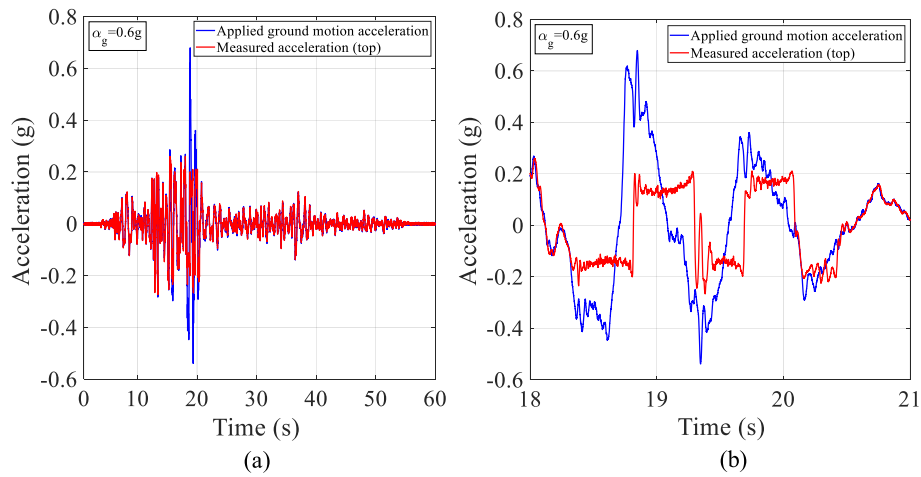 α_g=0.6g
Applied ground motion acceleration
Measured acceleration (top)
Acceleration (g)
0.8
0.6
0.4
0.2
0
-0.2
-0.4
-0.6
0 10 20 30 40 50 60
Time (s)
(a)
α_g=0.6g
Applied ground motion acceleration
Measured acceleration (top)
Acceleration (g)
0.8
0.6
0.4
0.2
0
-0.2
-0.4
-0.6
18 19 20 21
Time (s)
(b)